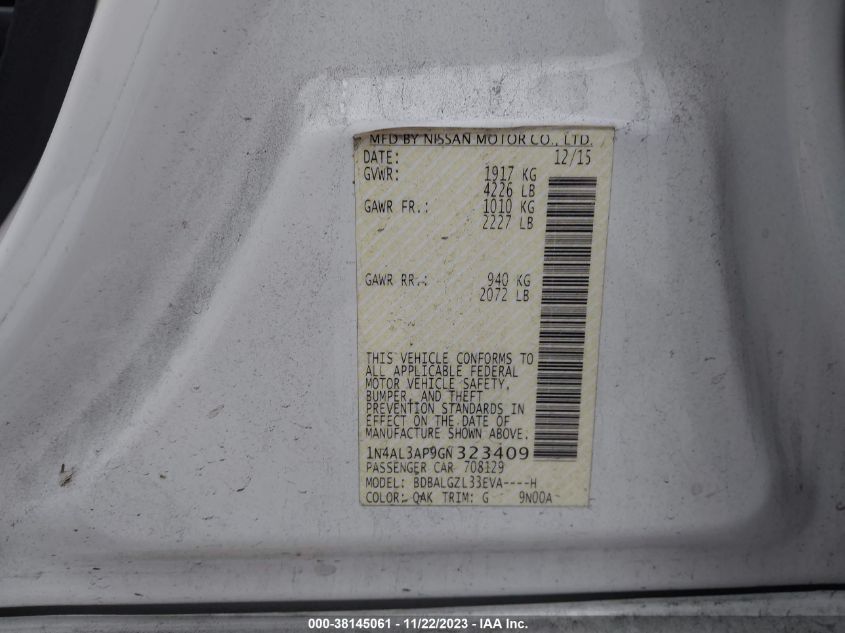 MFD BY NISSAN MOTOR CO., LTD.
DATE: 12/15
GVWR: 1917 KG
4226 LB
GAWR FR.: 1010 KG
2227 LB
GAWR RR.: 940 KG
2072 LB
THIS VEHICLE CONFORMS TO
ALL APPLICABLE FEDERAL
MOTOR VEHICLE SAFETY,
BUMPER, AND THEFT
PREVENTION STANDARDS IN
EFFECT ON THE DATE OF
MANUFACTURE SHOWN ABOVE.
1N4AL3AP9GN323409
PASSENGER CAR 708129
MODEL: BDBALGZL33EVA----H
COLOR: QAK TRIM: G 9N00A
000-38145061 - 11/22/2023 - IAA Inc.